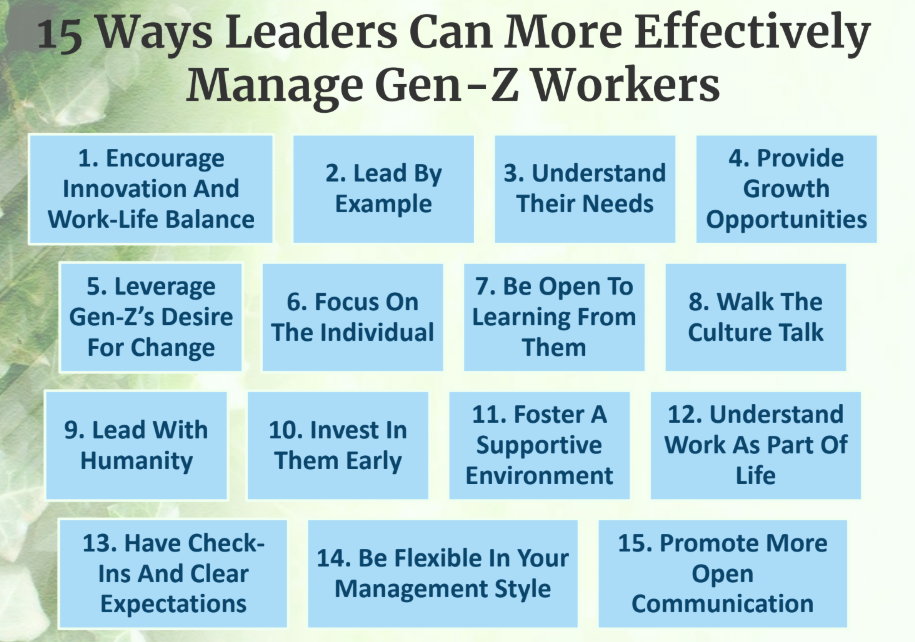 15 Ways Leaders Can More Effectively
Manage Gen-Z Workers
1. Encourage
Innovation And
Work-Life Balance
2. Lead By
Example
3. Understand
Their Needs
4. Provide
Growth
Opportunities
5. Leverage
Gen-Z’s Desire
For Change
6. Focus On
The Individual
7. Be Open To
Learning From
Them
8. Walk The
Culture Talk
9. Lead With
Humanity
10. Invest In
Them Early
11. Foster A
Supportive
Environment
12. Understand
Work As Part Of
Life
13. Have Check-
Ins And Clear
Expectations
14. Be Flexible In Your
Management Style
15. Promote More
Open
Communication